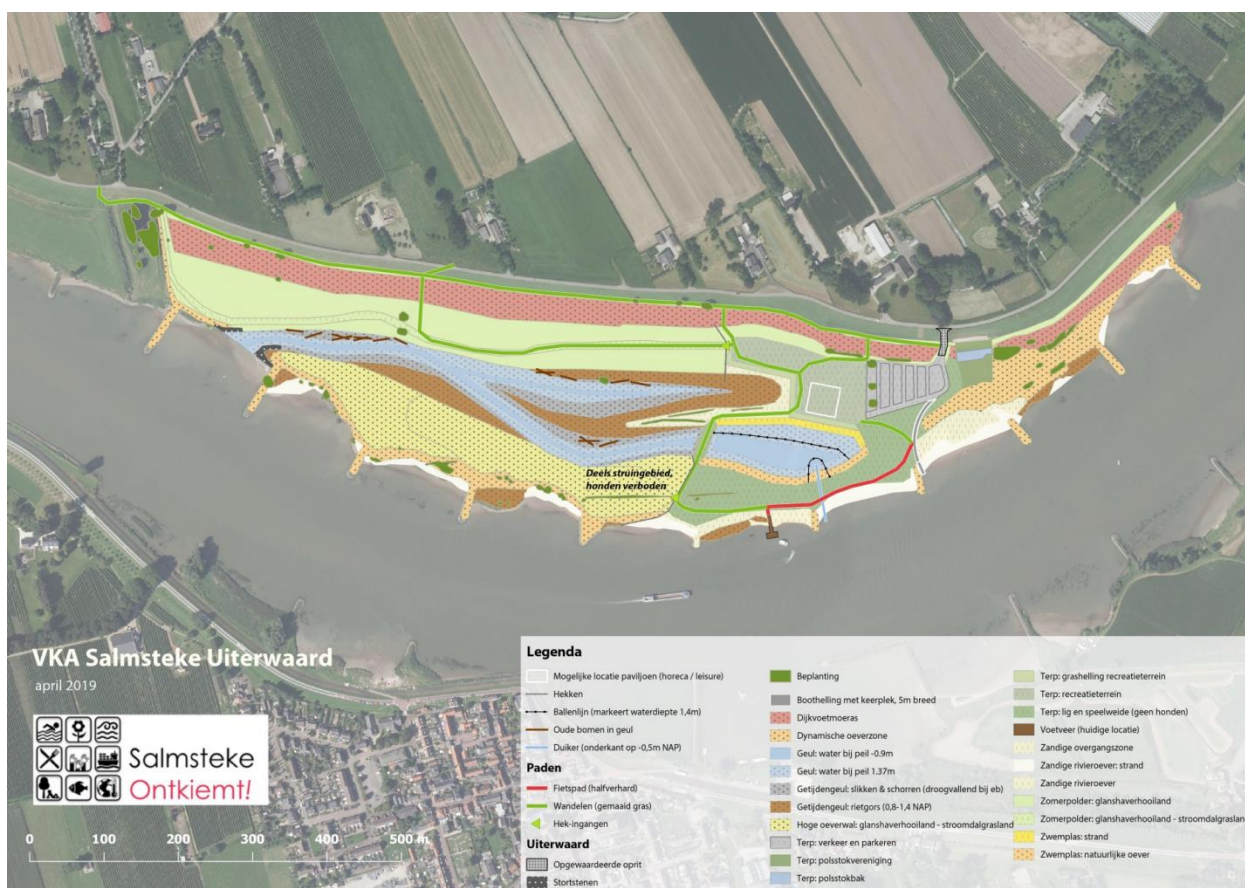 Deels struingebied,
honden verboden
VKA Salmsteke Uiterwaard
april 2019
Salmsteke
Ontkiemt!
0 100 200 300 400 500 m
Legenda
Mogelijke locatie paviljoen (horeca / leisure)
Hekken
Ballenlijn (markeert waterdiepte 1,4m)
Oude bomen in geul
Duiker (onderkant op -0,5m NAP)
Paden
Fietspad (halfverhard)
Wandelen (gemaaid gras)
Hek-ingangen
Uiterwaard
Opgewaardeerde oprit
Stortstenen
Beplanting
Boothelling met keerplek, 5m breed
Dijkvoetmoeras
Dynamische oeverzone
Geul: water bij peil -0.9m
Geul: water bij peil 1.37m
Getijdengeul: slikken & schorren (droogvallend bij eb)
Getijdengeul: rietgors (0,8-1,4 NAP)
Hoge oeverwal: glanshaverhooiland - stroomdalgrasland
Terp: verkeer en parkeren
Terp: polsstokvereniging
Terp: polsstokbak
Terp: grashelling recreatieterrein
Terp: recreatieterrein
Terp: lig en speelweide (geen honden)
Voetveer (huidige locatie)
Zandige overgangszone
Zandige rivieroever: strand
Zandige rivieroever
Zomerpolder: glanshaverhooiland
Zomerpolder: glanshaverhooiland - stroomdalgrasland
Zwemplas: strand
Zwemplas: natuurlijke oever